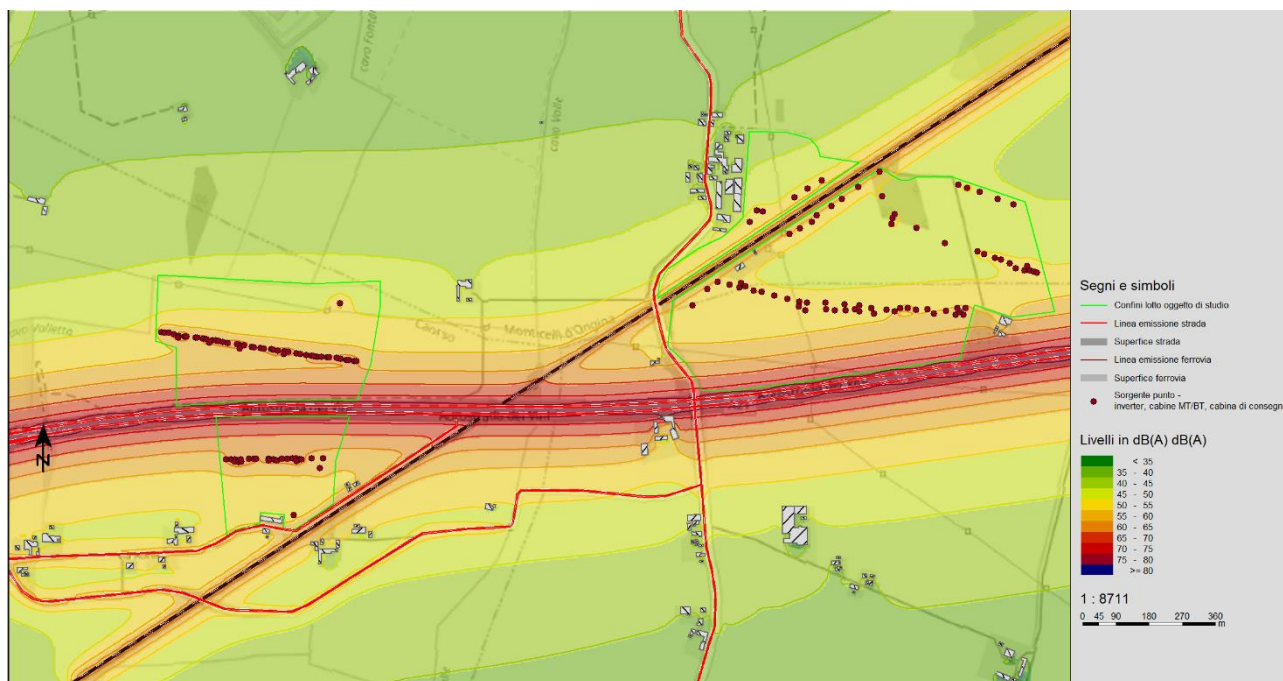 cavo Fontan
cavo Valle
Caorso
Monticelli d'Ongina
Segni e simboli
Confini lotto oggetto di studio
Linea emissione strada
Superfice strada
Linea emissione ferrovia
Superfice ferrovia
Sorgente punto -
inverter, cabine MT/BT, cabina di consegn
Livelli in dB(A) dB(A)
< 35
35 - 40
40 - 45
45 - 50
50 - 55
55 - 60
60 - 65
65 - 70
70 - 75
75 - 80
>= 80
1 : 8711
0 45 90 180 270 360
m
N